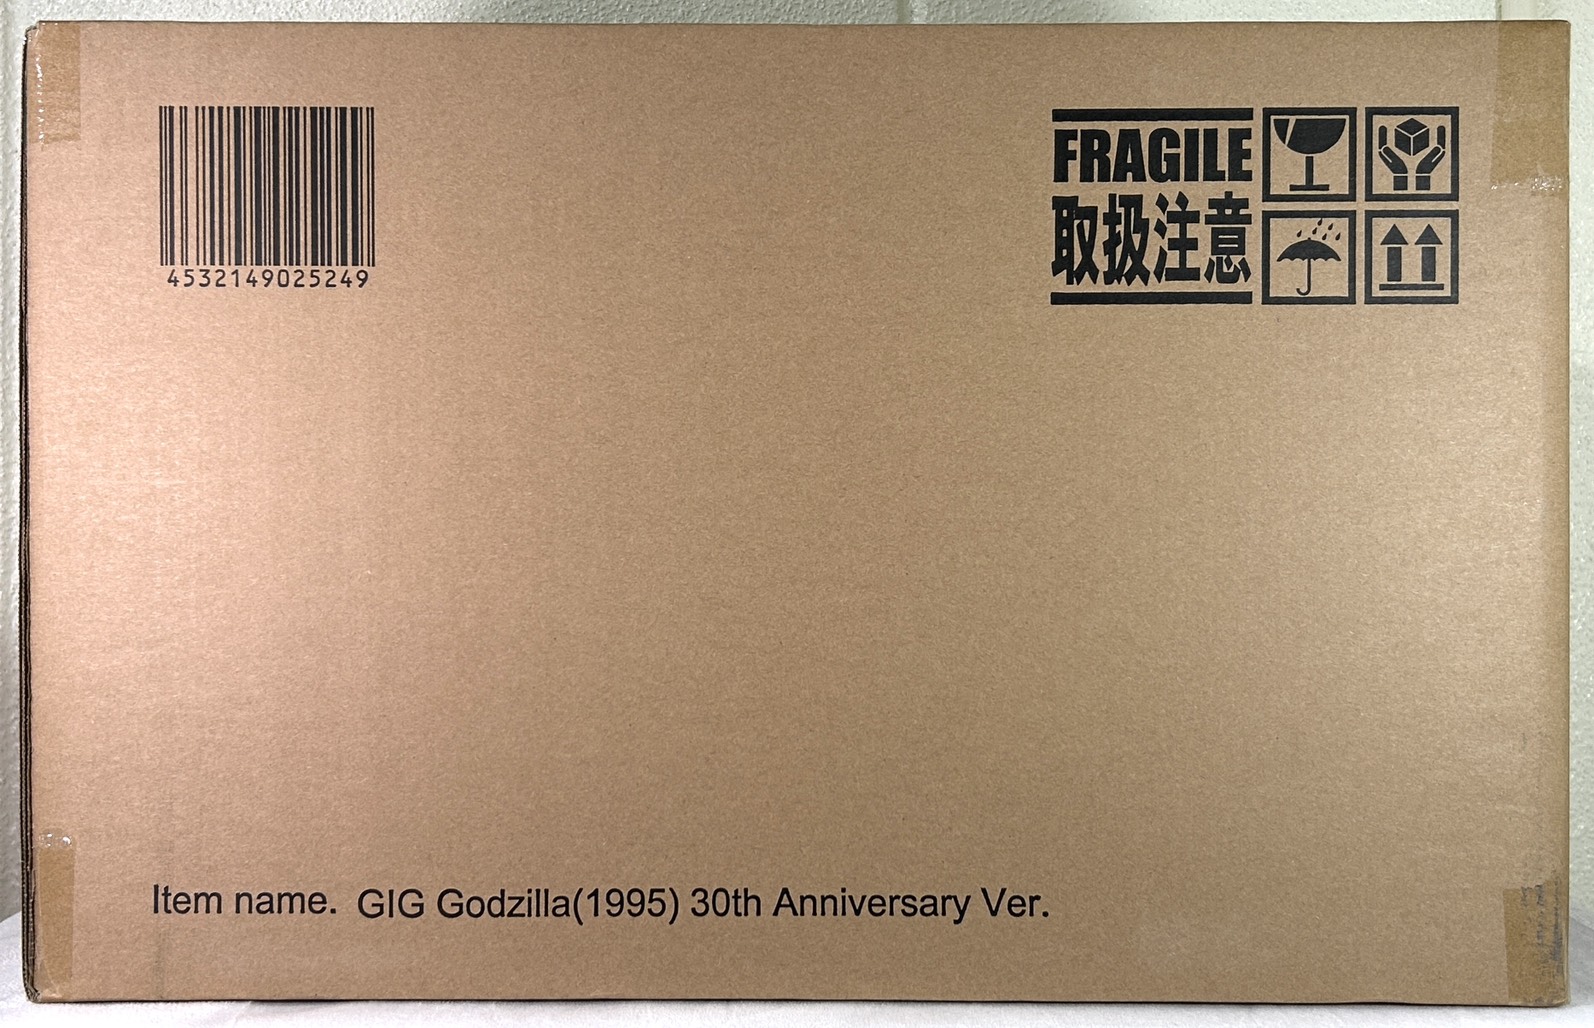 4532149025249
FRAGILE
取扱注意
Item name. GIG Godzilla(1995) 30th Anniversary Ver.